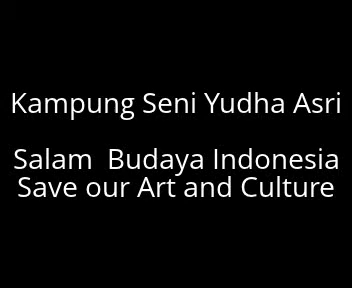 Kampung Seni Yudha Asri
Salam  Budaya Indonesia
Save our Art and Culture